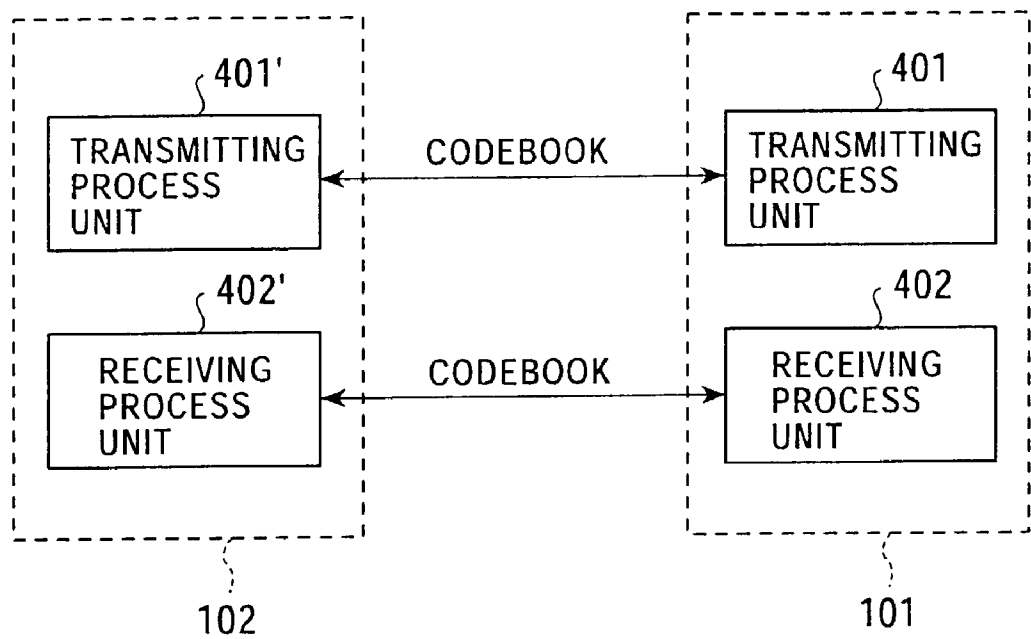 401'
TRANSMITTING
PROCESS
UNIT
CODEBOOK
401
TRANSMITTING
PROCESS
UNIT
402'
RECEIVING
PROCESS
UNIT
CODEBOOK
402
RECEIVING
PROCESS
UNIT
102
101